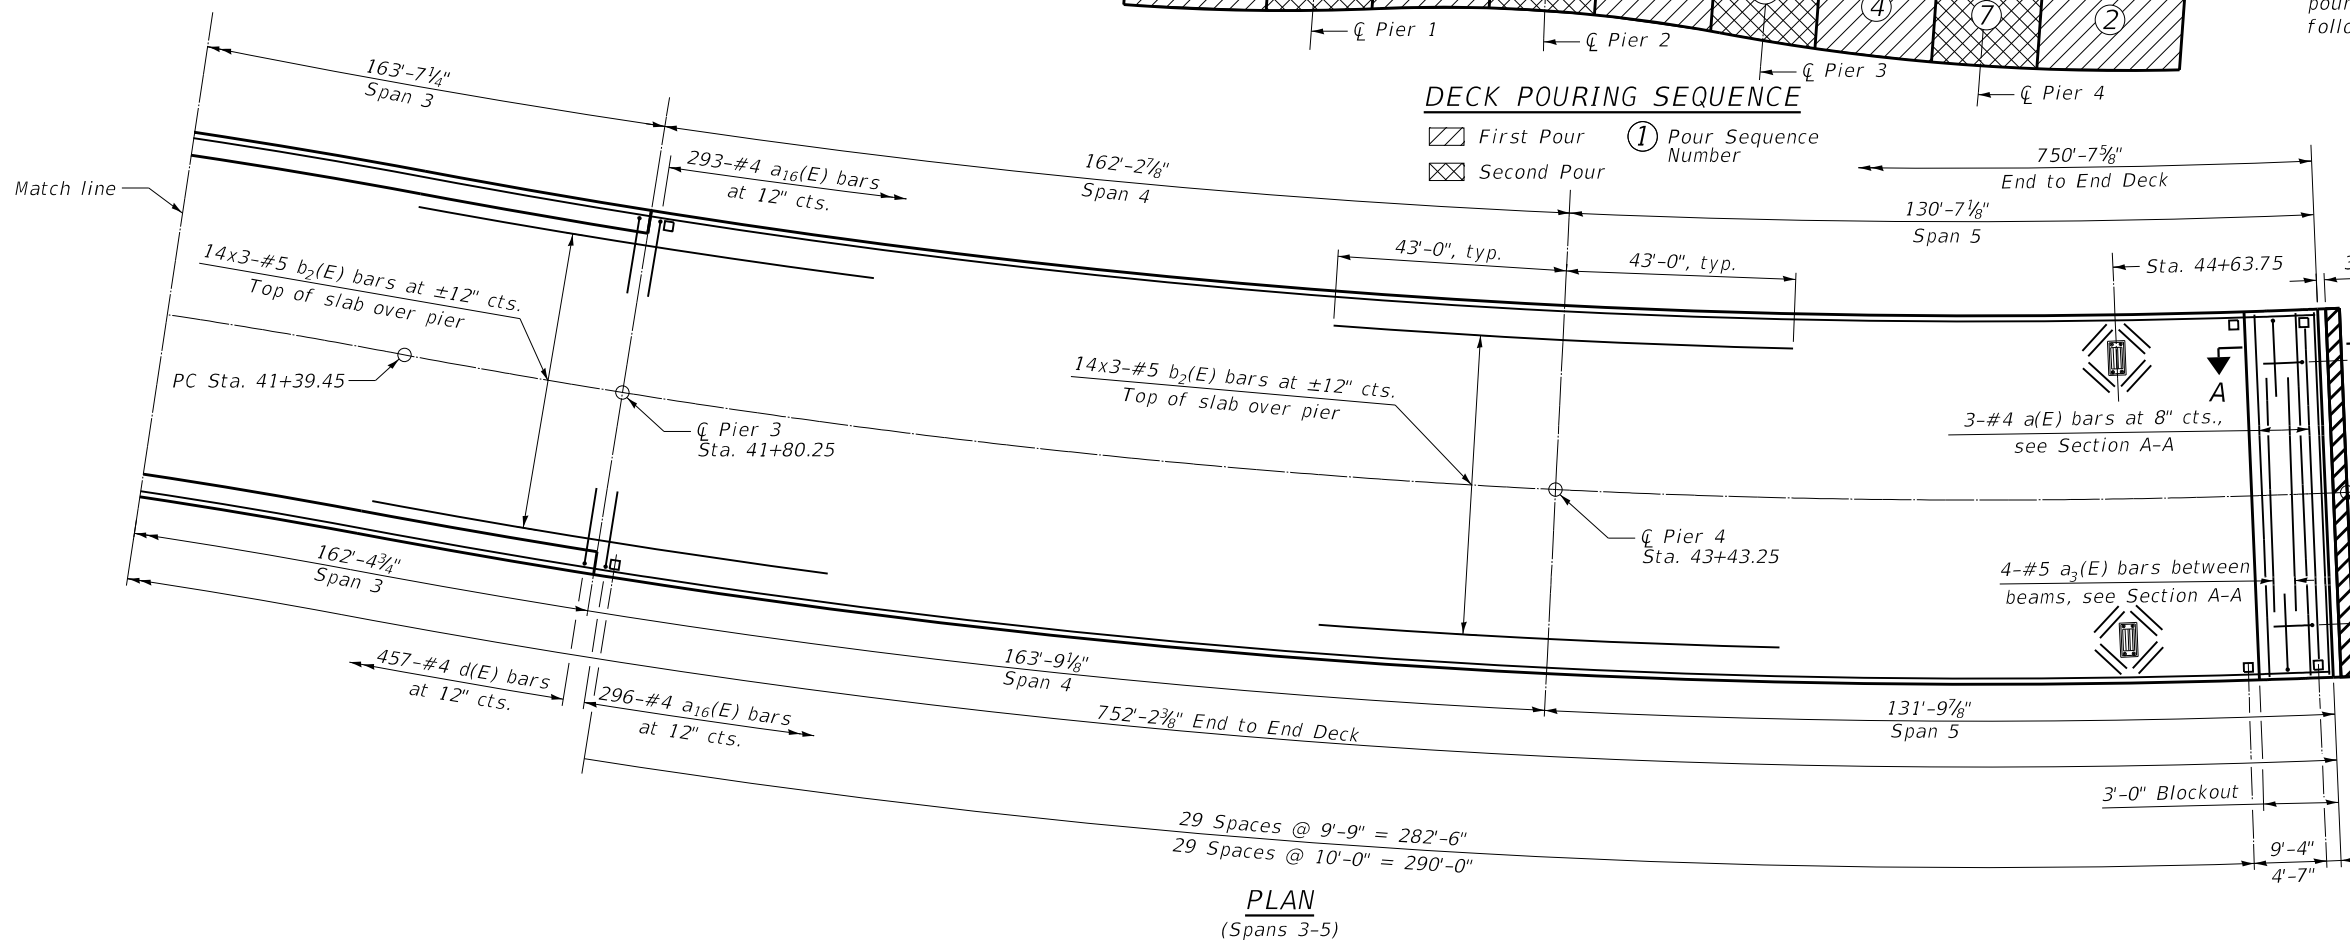 pour
follo
4
7
2
℄ Pier 1
℄ Pier 2
℄ Pier 3
℄ Pier 4
DECK POURING SEQUENCE
First Pour
1 Pour Sequence
Number
Second Pour
163'-7¼"
Span 3
293-#4 a16(E) bars
at 12" cts.
162'-2⅞"
Span 4
750'-7⅝"
End to End Deck
130'-7⅛"
Span 5
Match line
43'-0", typ.
43'-0", typ.
Sta. 44+63.75
14x3-#5 b2(E) bars at ±12" cts.
Top of slab over pier
PC Sta. 41+39.45
℄ Pier 3
Sta. 41+80.25
14x3-#5 b2(E) bars at ±12" cts.
Top of slab over pier
A
3-#4 a(E) bars at 8" cts.,
see Section A-A
℄ Pier 4
Sta. 43+43.25
4-#5 a3(E) bars between
beams, see Section A-A
162'-4¾"
Span 3
163'-9⅛"
Span 4
457-#4 d(E) bars
at 12" cts.
296-#4 a16(E) bars
at 12" cts.
752'-2⅜" End to End Deck
131'-9⅞"
Span 5
3'-0" Blockout
29 Spaces @ 9'-9" = 282'-6"
29 Spaces @ 10'-0" = 290'-0"
9'-4"
4'-7"
PLAN
(Spans 3-5)